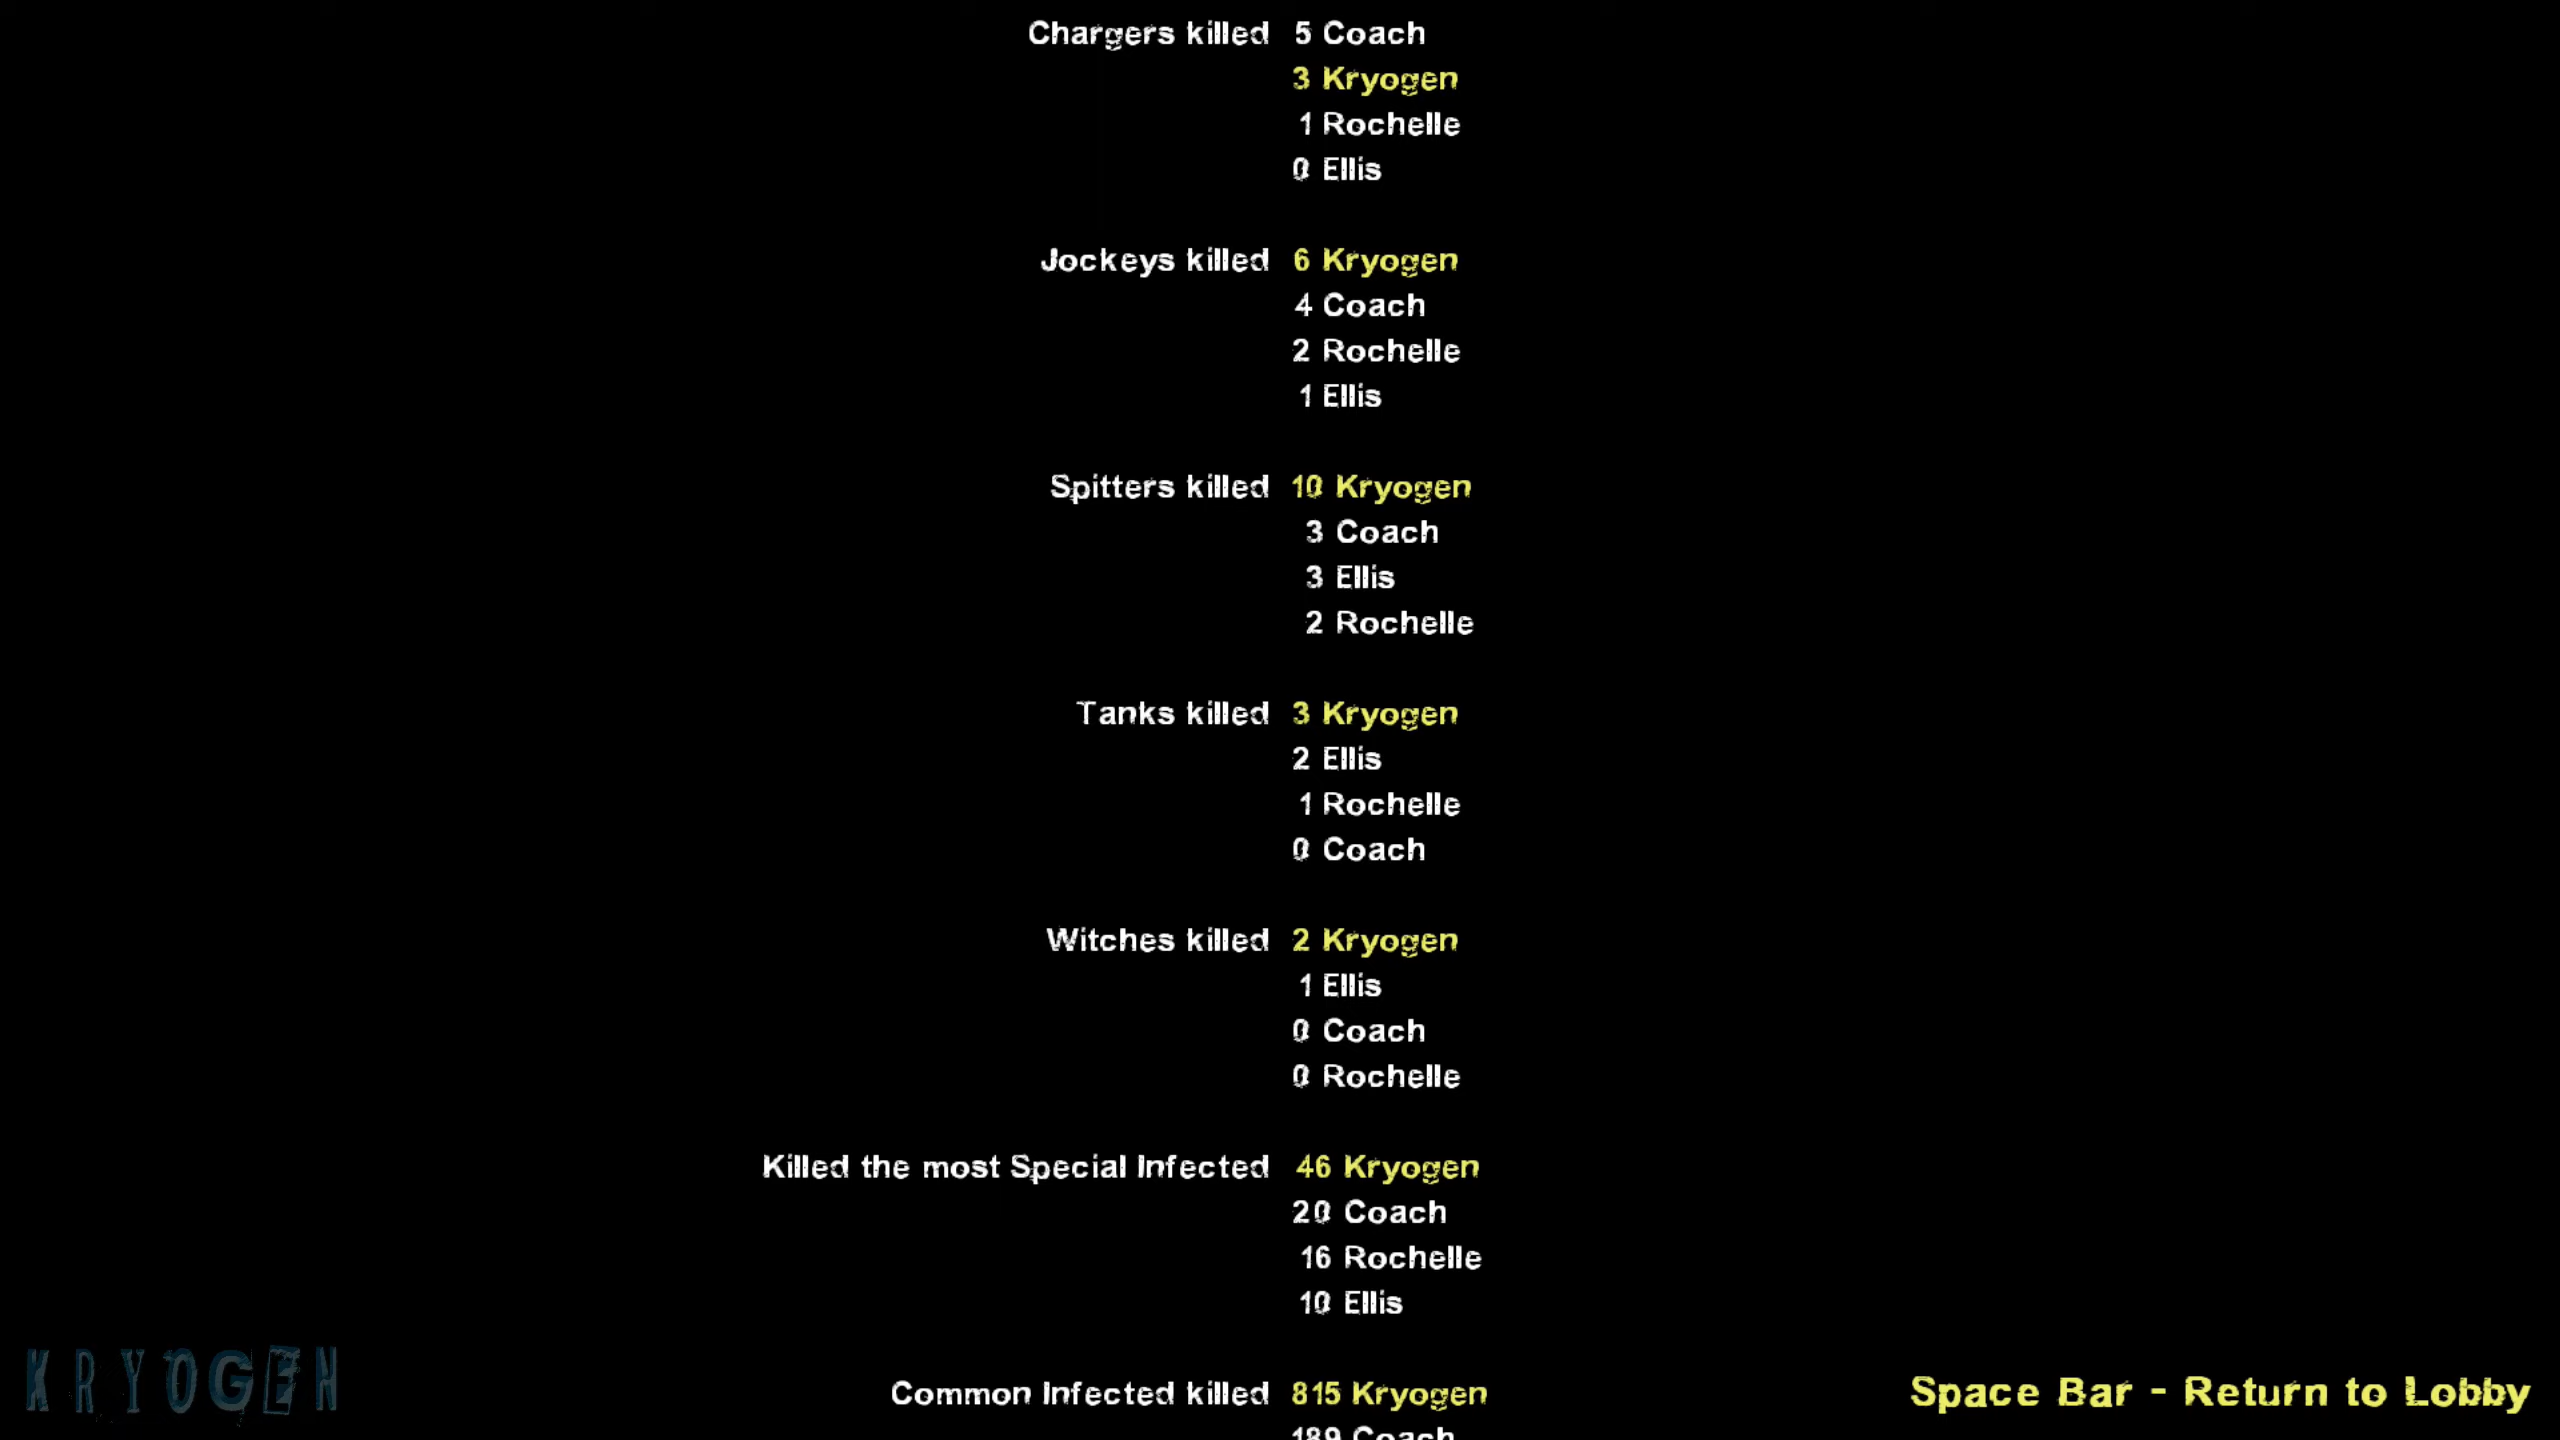 Chargers killed 5 Coach
3 Kryogen
1 Rochelle
0 Ellis
Jockeys killed 6 Kryogen
4 Coach
2 Rochelle
1 Ellis
Spitters killed 10 Kryogen
3 Coach
3 Ellis
2 Rochelle
Tanks killed 3 Kryogen
2 Ellis
1 Rochelle
0 Coach
Witches killed 2 Kryogen
1 Ellis
0 Coach
0 Rochelle
Killed the most Special Infected 46 Kryogen
20 Coach
16 Rochelle
10 Ellis
Common Infected killed 815 Kryogen
189 Coach
KRYOGEN
Space Bar - Return to Lobby